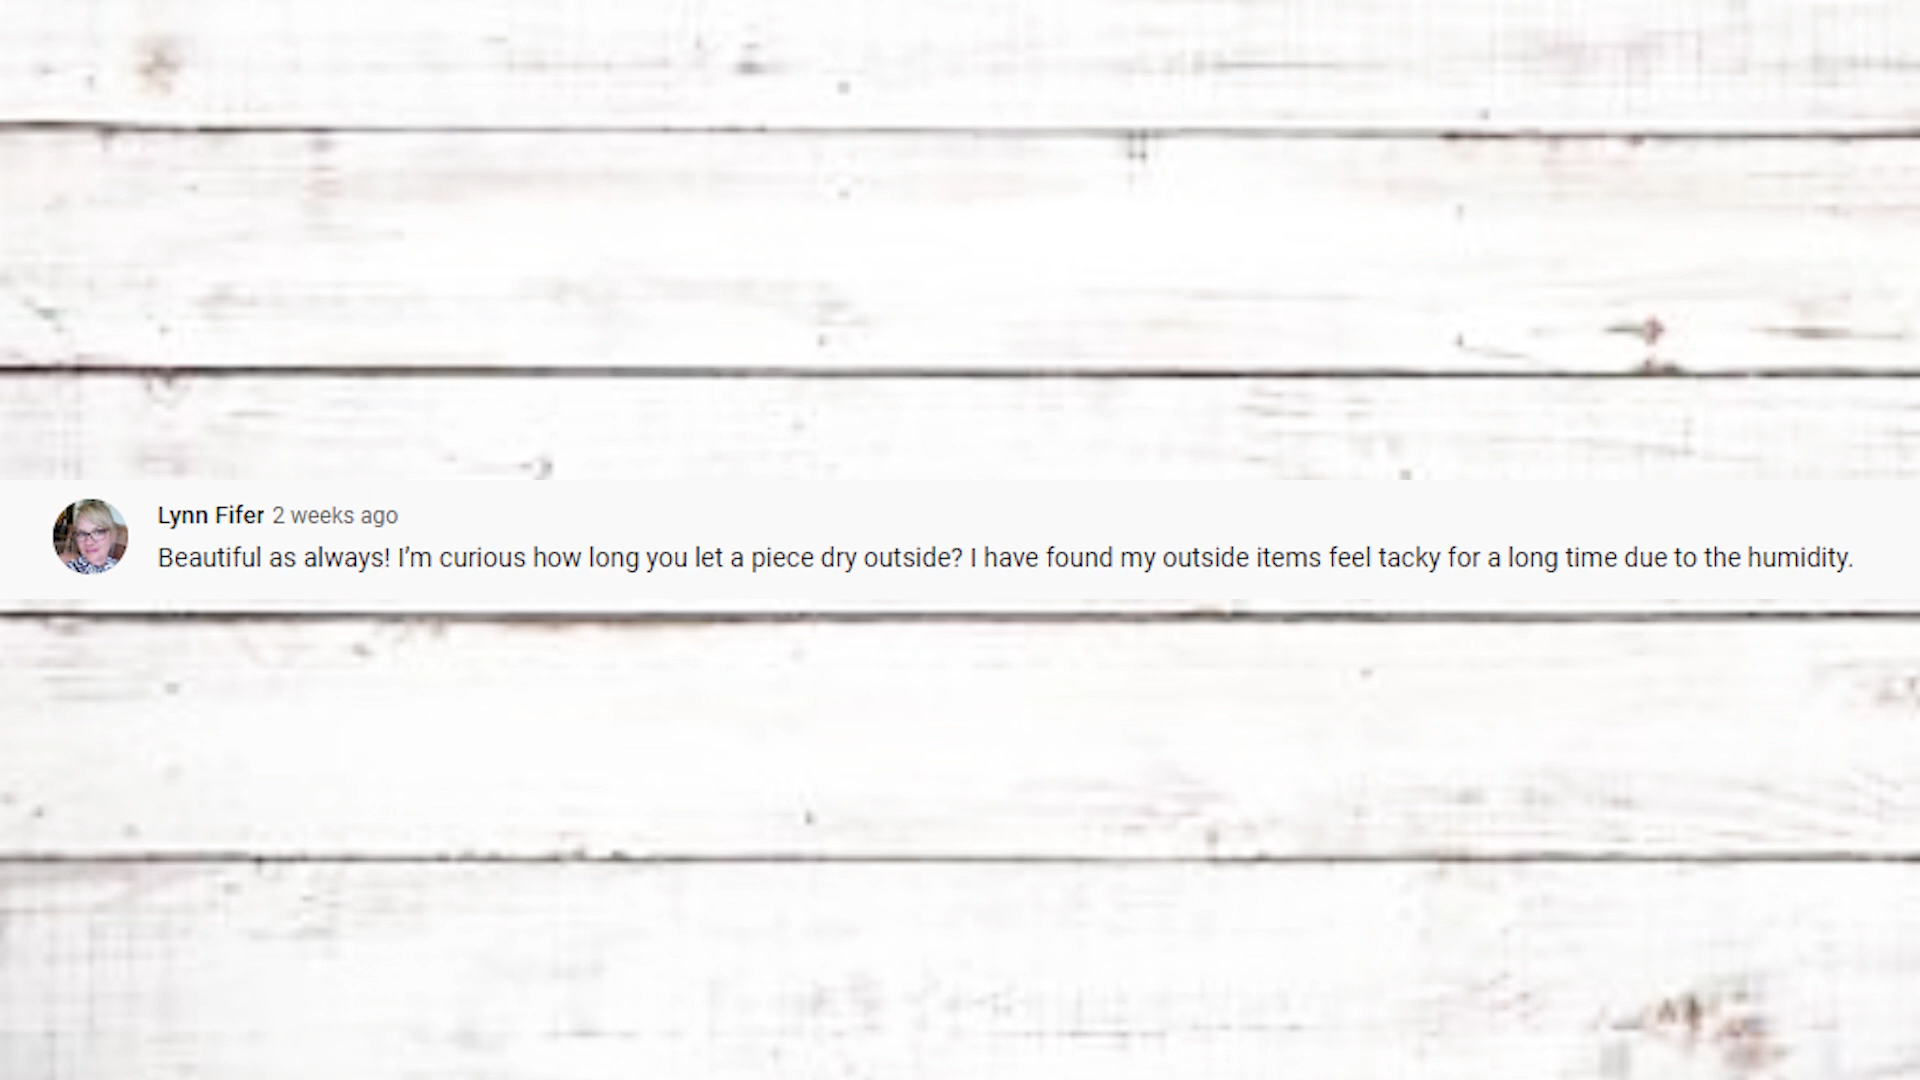 Lynn Fifer 2 weeks ago
Beautiful as always! I’m curious how long you let a piece dry outside? I have found my outside items feel tacky for a long time due to the humidity.